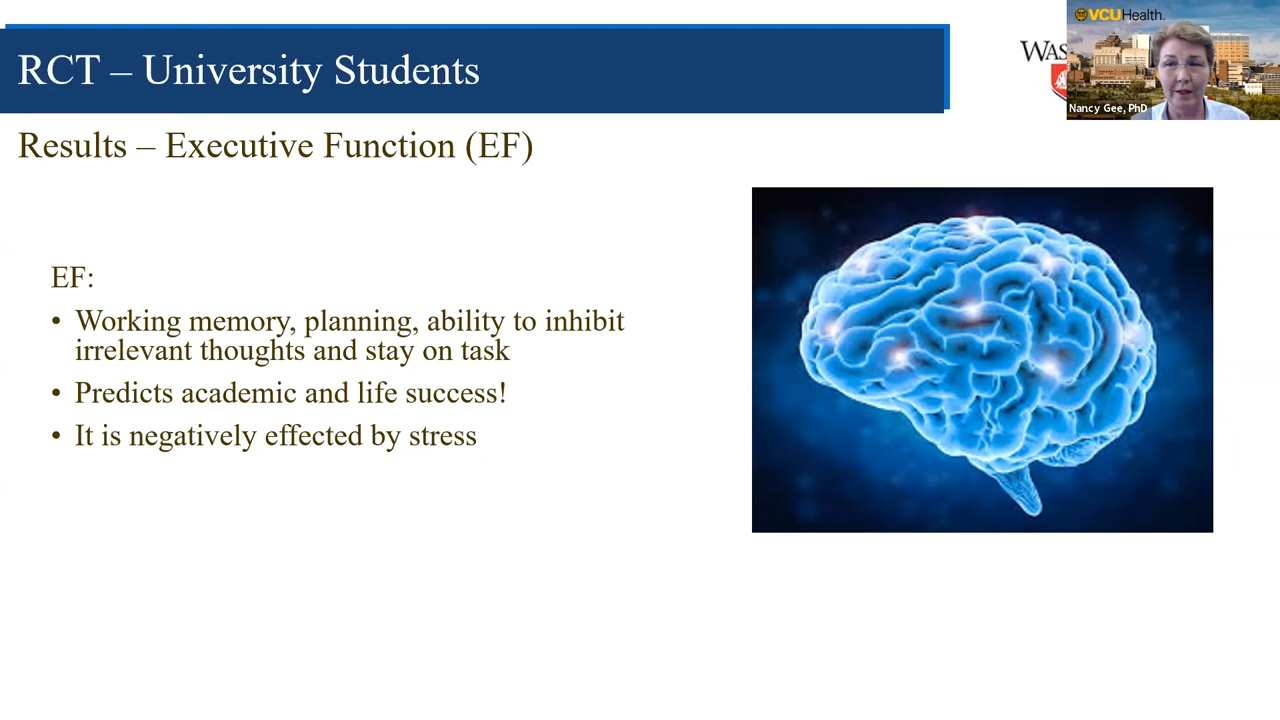 RCT – University Students
VCUHealth.
Nancy Gee, PhD
Results – Executive Function (EF)
EF:
• Working memory, planning, ability to inhibit
irrelevant thoughts and stay on task
• Predicts academic and life success!
• It is negatively effected by stress